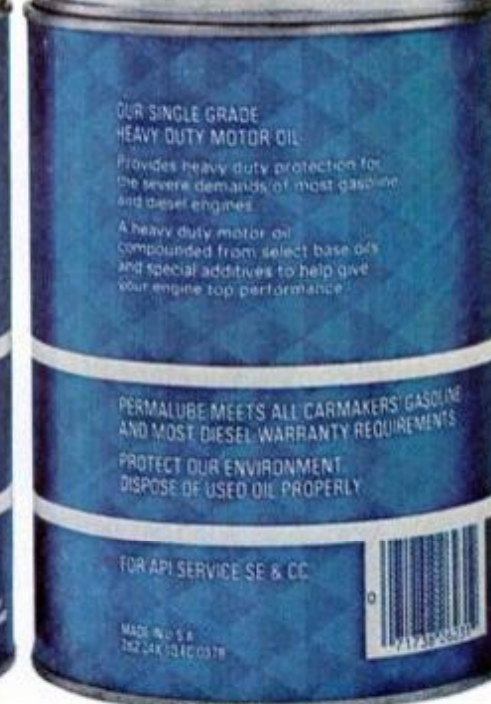 OUR SINGLE GRADE
HEAVY DUTY MOTOR OIL
Provides heavy duty protection for
the severe demands of most gasoline
and diesel engines.
A heavy duty motor oil
compounded from select base oils
and special additives to help give
your engine top performance.
PERMALUBE MEETS ALL CARMAKERS' GASOLINE
AND MOST DIESEL WARRANTY REQUIREMENTS.
PROTECT OUR ENVIRONMENT.
DISPOSE OF USED OIL PROPERLY.
FOR API SERVICE SE & CC
0
MADE IN U.S.A.